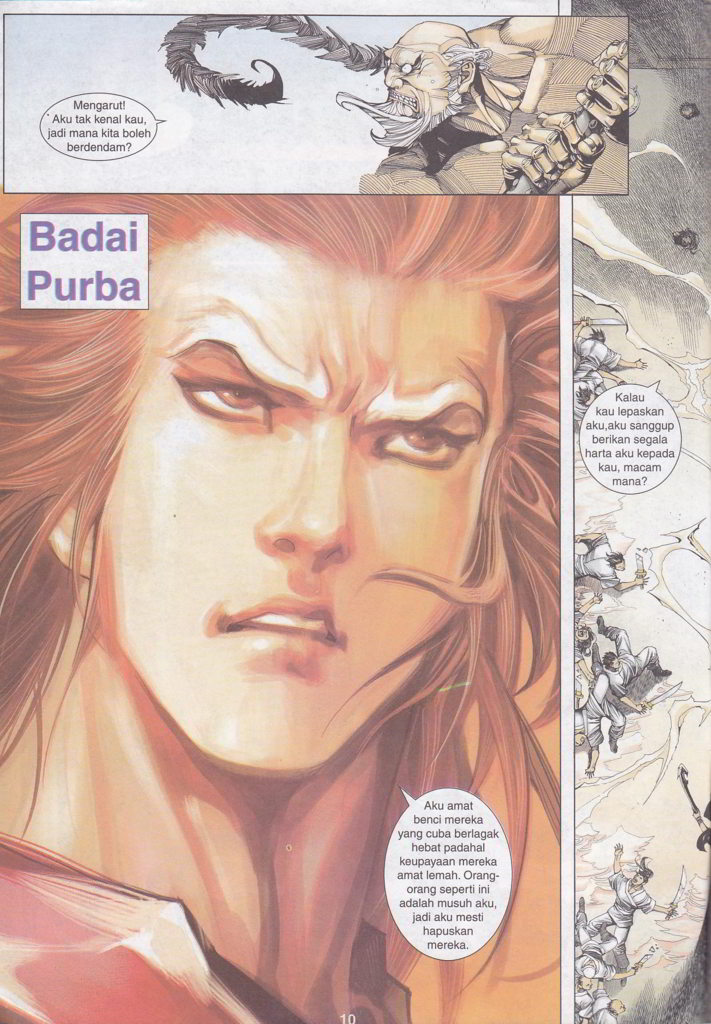 Mengarut!
Aku tak kenal kau,
jadi mana kita boleh
berdendam?
Badai
Purba
Kalau
kau lepaskan
aku,aku sanggup
berikan segala
harta aku kepada
kau, macam
mana?
Aku amat
benci mereka
yang cuba berlagak
hebat padahal
keupayaan mereka
amat lemah. Orang-
orang seperti ini
adalah musuh aku,
jadi aku mesti
hapuskan
mereka.
10